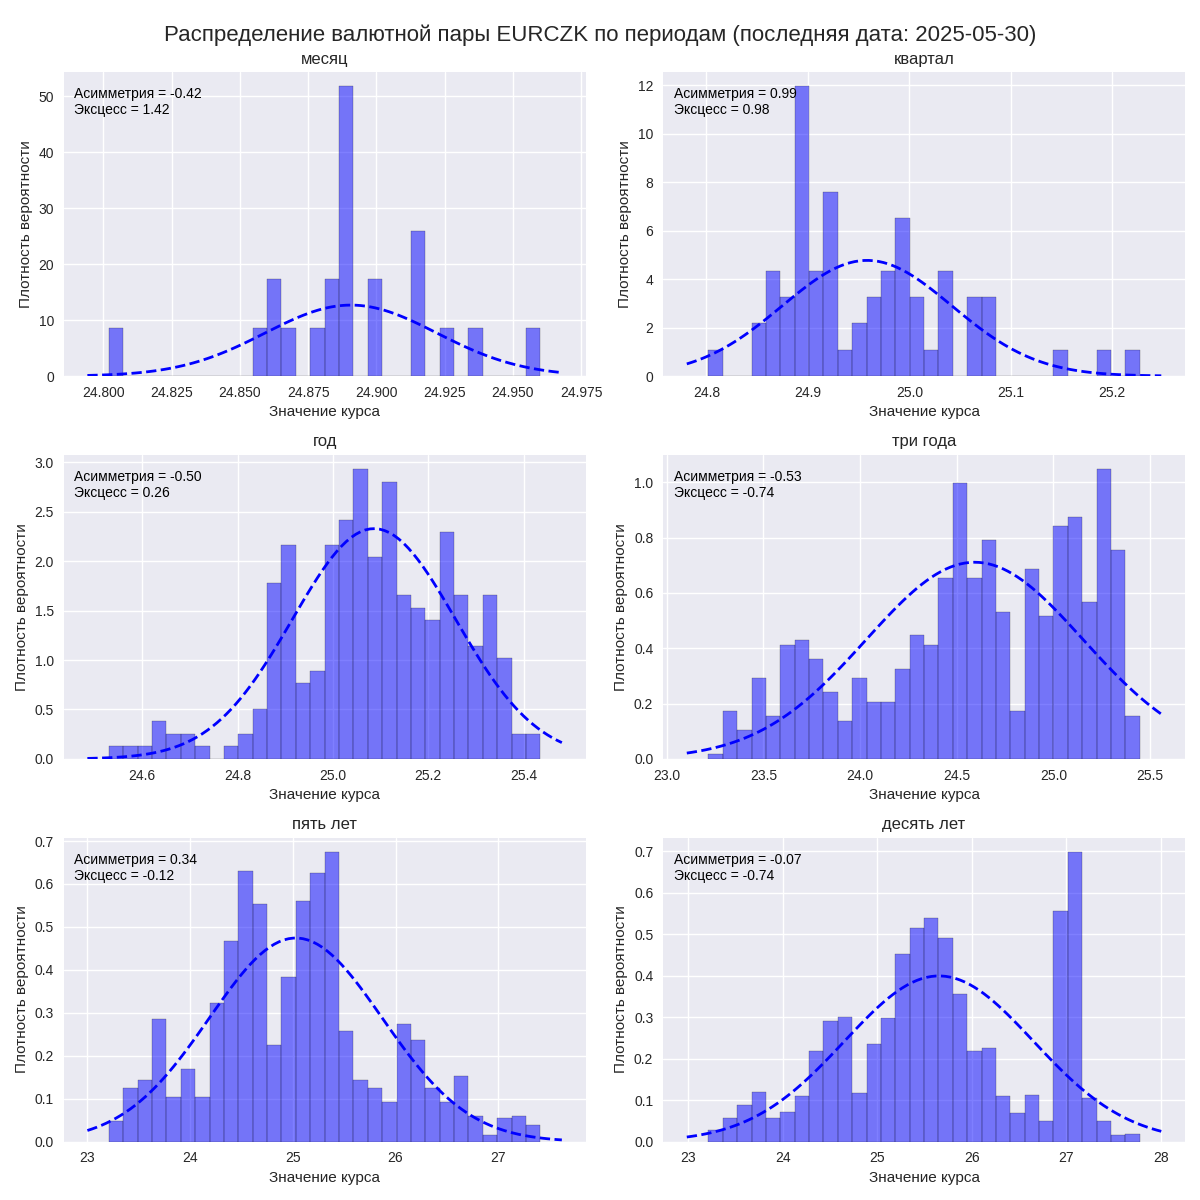 Распределение валютной пары EURCZK по периодам (последняя дата: 2025-05-30)
месяц
Асимметрия = -0.42
Эксцесс = 1.42
Плотность вероятности
50
40
30
20
10
0
24.800 24.825 24.850 24.875 24.900 24.925 24.950 24.975
Значение курса
квартал
Асимметрия = 0.99
Эксцесс = 0.98
Плотность вероятности
12
10
8
6
4
2
0
24.8 24.9 25.0 25.1 25.2
Значение курса
год
Асимметрия = -0.50
Эксцесс = 0.26
Плотность вероятности
3.0
2.5
2.0
1.5
1.0
0.5
0.0
24.6 24.8 25.0 25.2 25.4
Значение курса
три года
Асимметрия = -0.53
Эксцесс = -0.74
Плотность вероятности
1.0
0.8
0.6
0.4
0.2
0.0
23.0 23.5 24.0 24.5 25.0 25.5
Значение курса
пять лет
Асимметрия = 0.34
Эксцесс = -0.12
Плотность вероятности
0.7
0.6
0.5
0.4
0.3
0.2
0.1
0.0
23 24 25 26 27
Значение курса
десять лет
Асимметрия = -0.07
Эксцесс = -0.74
Плотность вероятности
0.7
0.6
0.5
0.4
0.3
0.2
0.1
0.0
23 24 25 26 27 28
Значение курса